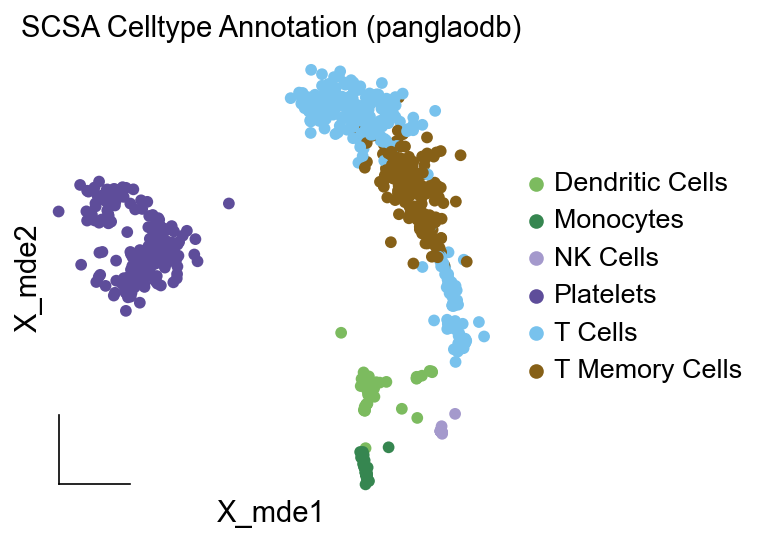 SCSA Celltype Annotation (panglaodb)
Dendritic Cells
Monocytes
NK Cells
Platelets
T Cells
T Memory Cells
X_mde2
X_mde1